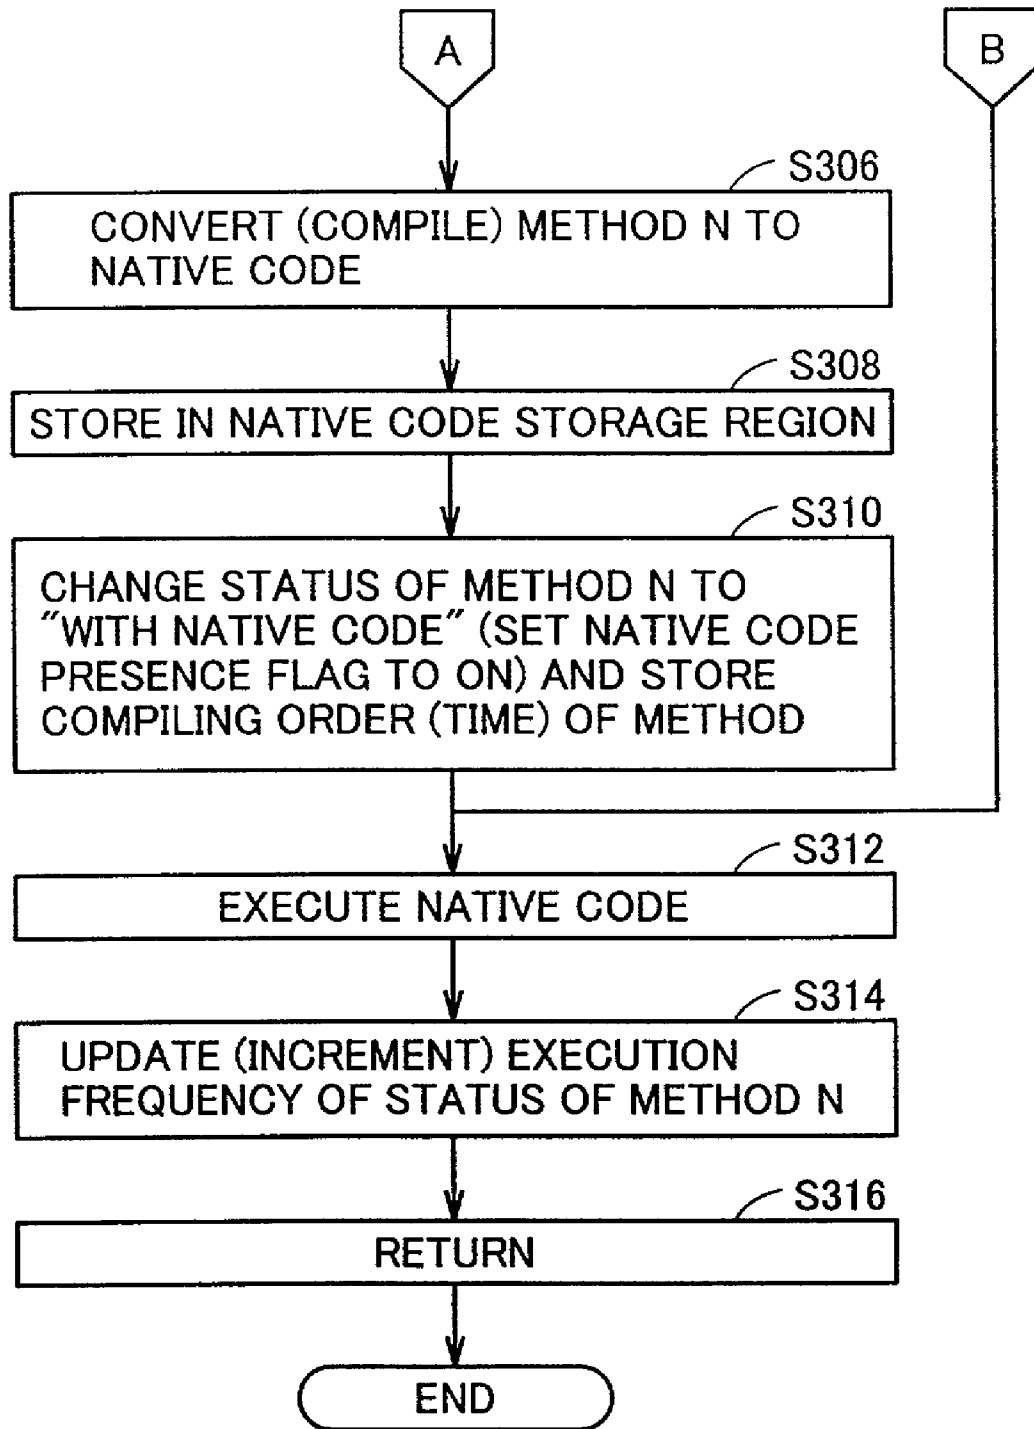 A
B
S306
CONVERT (COMPILE) METHOD N TO
NATIVE CODE
S308
STORE IN NATIVE CODE STORAGE REGION
S310
CHANGE STATUS OF METHOD N TO
"WITH NATIVE CODE" (SET NATIVE CODE
PRESENCE FLAG TO ON) AND STORE
COMPILING ORDER (TIME) OF METHOD
S312
EXECUTE NATIVE CODE
S314
UPDATE (INCREMENT) EXECUTION
FREQUENCY OF STATUS OF METHOD N
S316
RETURN
END